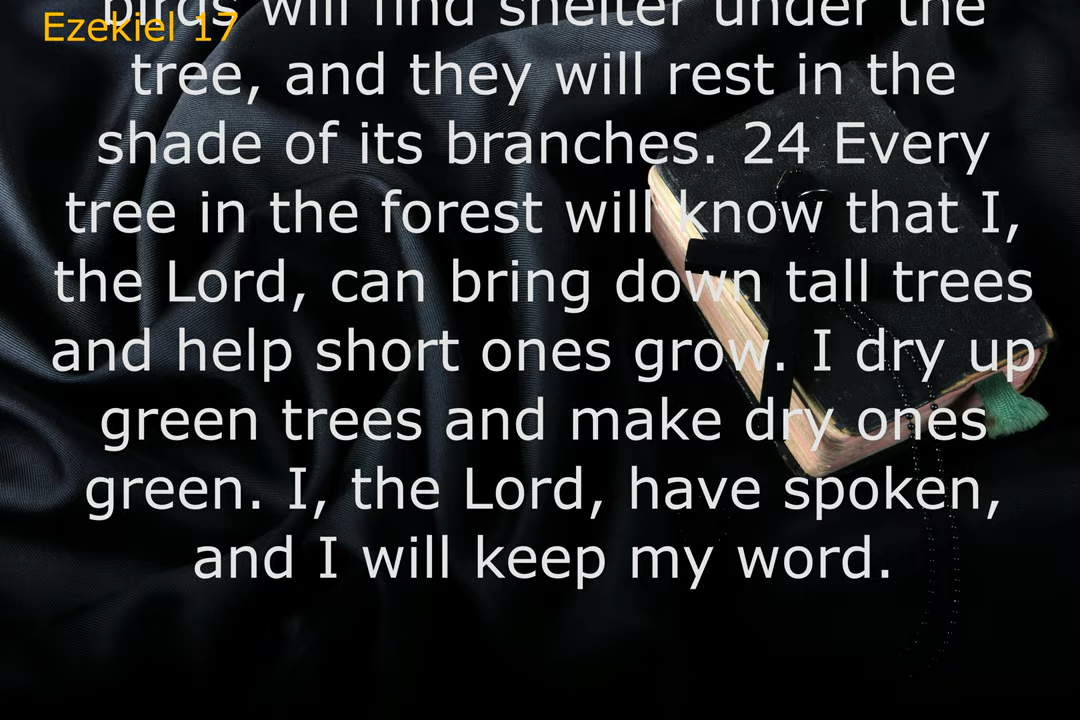 birds will find shelter under the
Ezekiel 17
tree, and they will rest in the
shade of its branches. 24 Every
tree in the forest will know that I,
the Lord, can bring down tall trees
and help short ones grow. I dry up
green trees and make dry ones
green. I, the Lord, have spoken,
and I will keep my word.